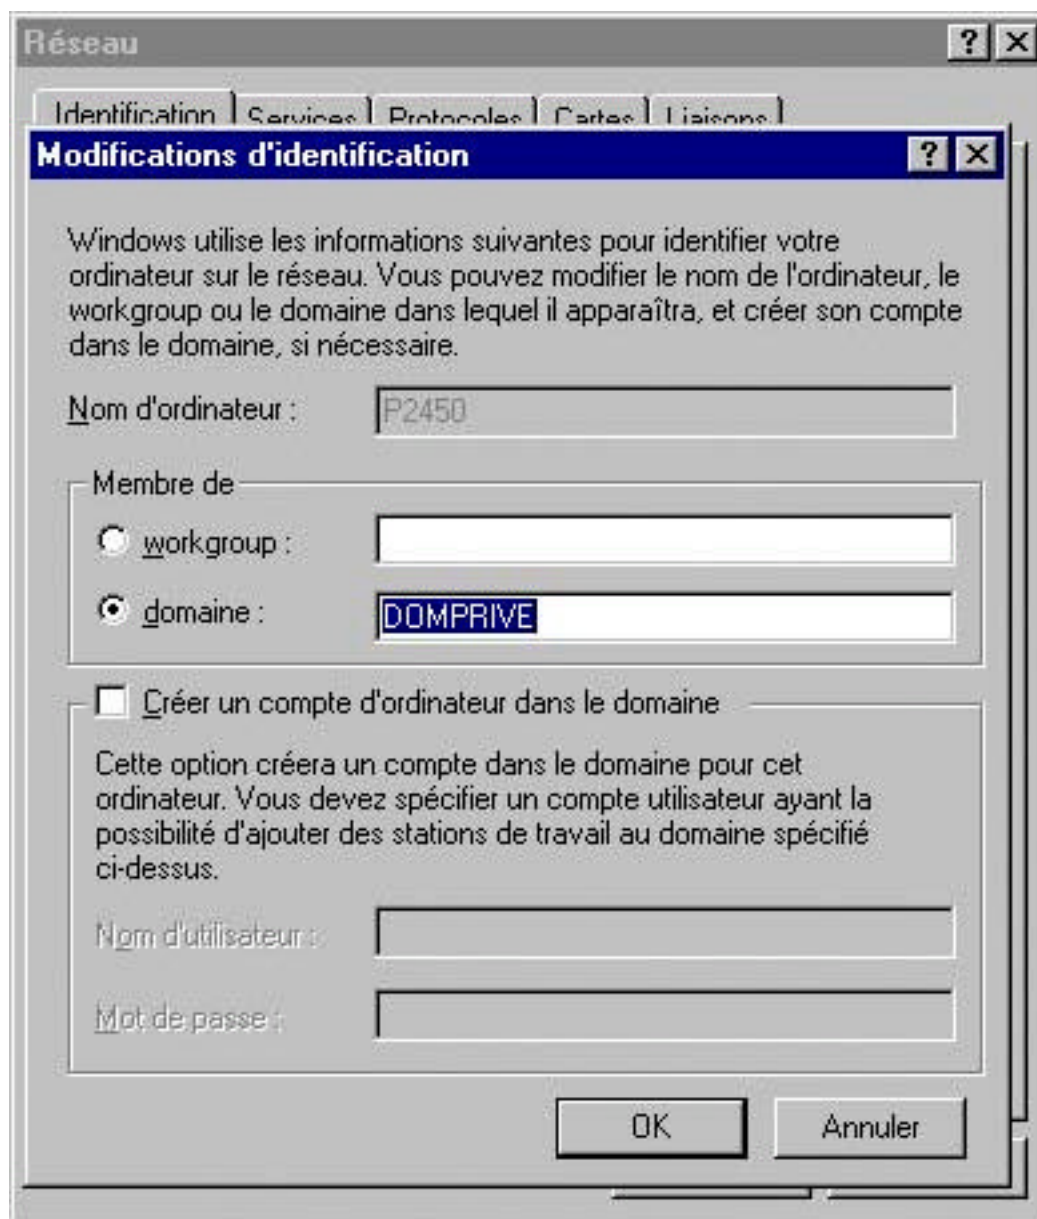 Réseau
Identification Services Protocoles Cartes Liaisons
Modifications d'identification
Windows utilise les informations suivantes pour identifier votre
ordinateur sur le réseau. Vous pouvez modifier le nom de l'ordinateur, le
workgroup ou le domaine dans lequel il apparaîtra, et créer son compte
dans le domaine, si nécessaire.
Nom d'ordinateur : P2450
Membre de
workgroup :
domaine : DOMPRIVE
Créer un compte d'ordinateur dans le domaine
Cette option créera un compte dans le domaine pour cet
ordinateur. Vous devez spécifier un compte utilisateur ayant la
possibilité d'ajouter des stations de travail au domaine spécifié
ci-dessus.
Nom d'utilisateur :
Mot de passe :
OK Annuler